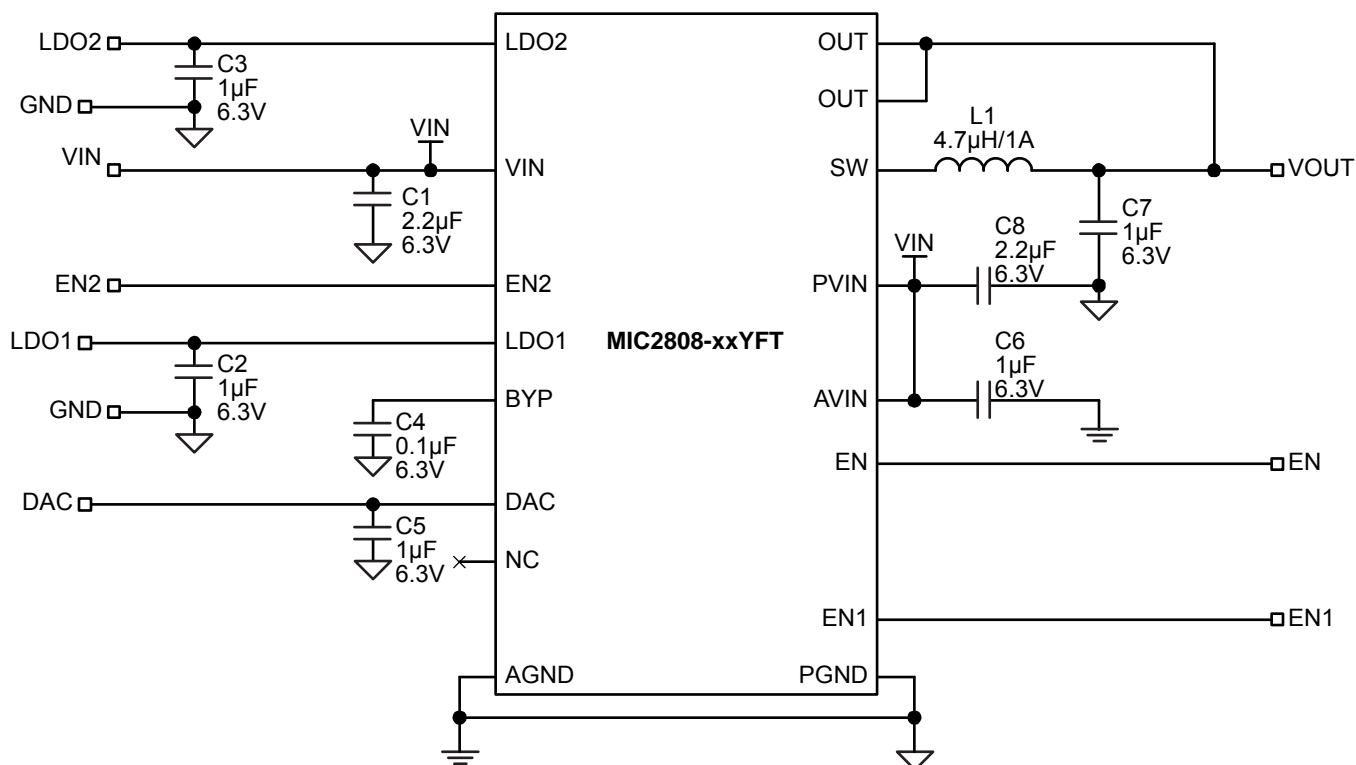 LDO2
GND
C3
1µF
6.3V
VIN
VIN
C1
2.2µF
6.3V
EN2
LDO1
GND
C2
1µF
6.3V
C4
0.1µF
6.3V
DAC
C5
1µF
6.3V
LDO2
VIN
EN2
LDO1
BYP
DAC
NC
AGND
MIC2808-xxYFT
OUT
OUT
SW
PVIN
AVIN
EN
EN1
PGND
L1
4.7µH/1A
VOUT
C7
1µF
6.3V
VIN
C8
2.2µF
6.3V
C6
1µF
6.3V
EN
EN1